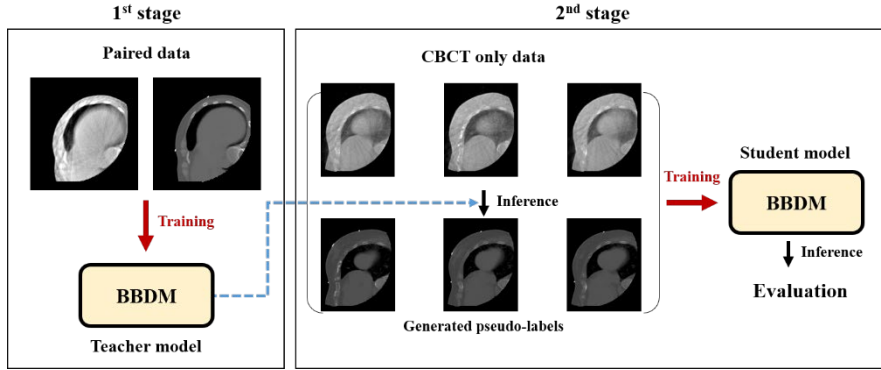 1st stage
2nd stage
Paired data
Training
BBDM
Teacher model
CBCT only data
Inference
Generated pseudo-labels
Training
Student model
BBDM
Inference
Evaluation